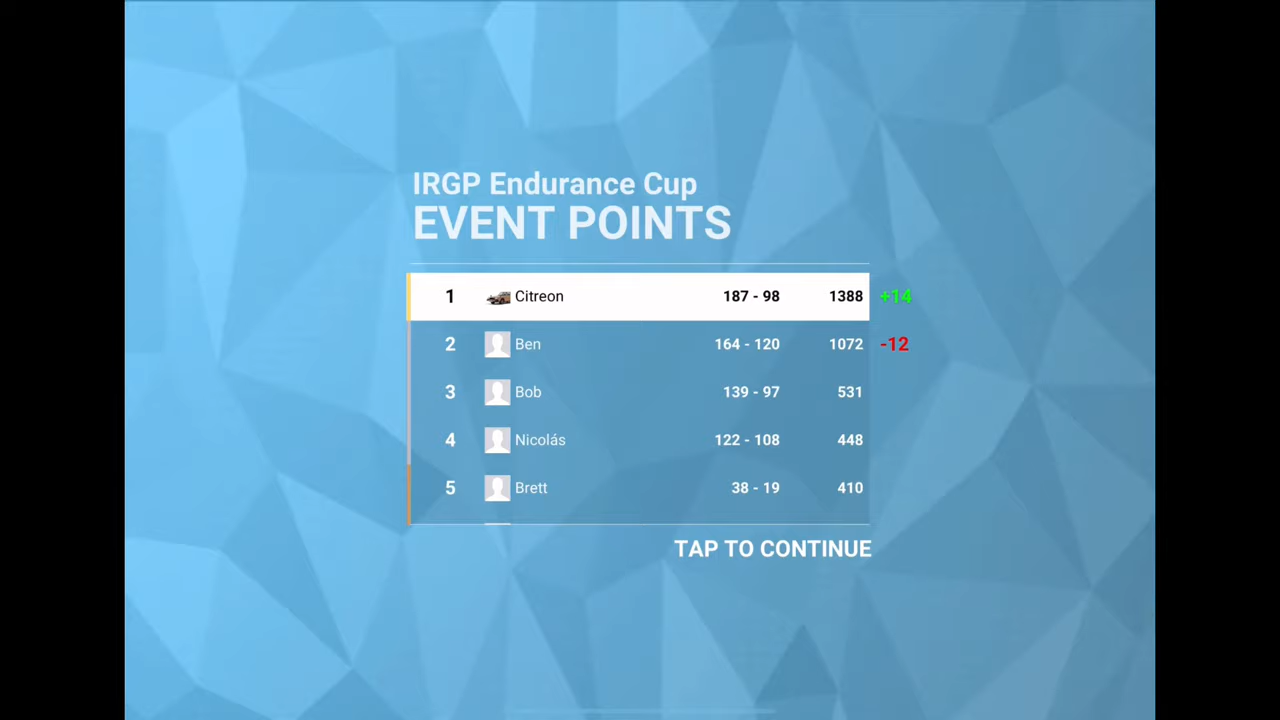 IRGP Endurance Cup
EVENT POINTS
1 Citreon 187 - 98 1388 +14
2 Ben 164 - 120 1072 -12
3 Bob 139 - 97 531
4 Nicolás 122 - 108 448
5 Brett 38 - 19 410
TAP TO CONTINUE